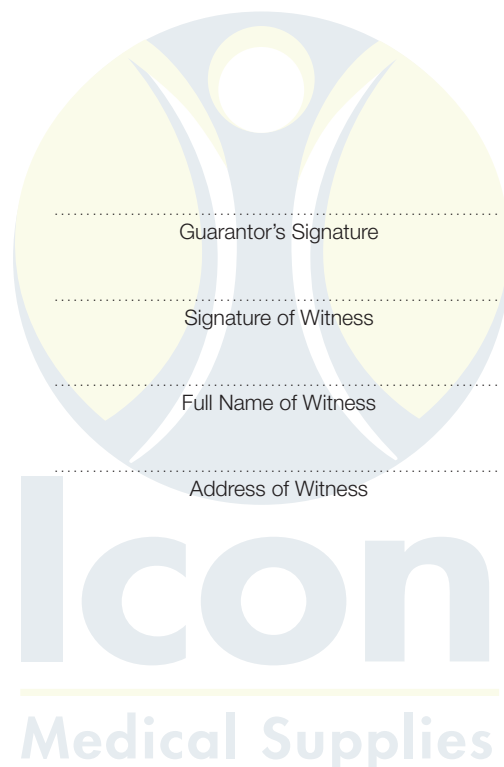 Guarantor’s Signature
Signature of Witness
Full Name of Witness
Address of Witness
Icon
Medical Supplies